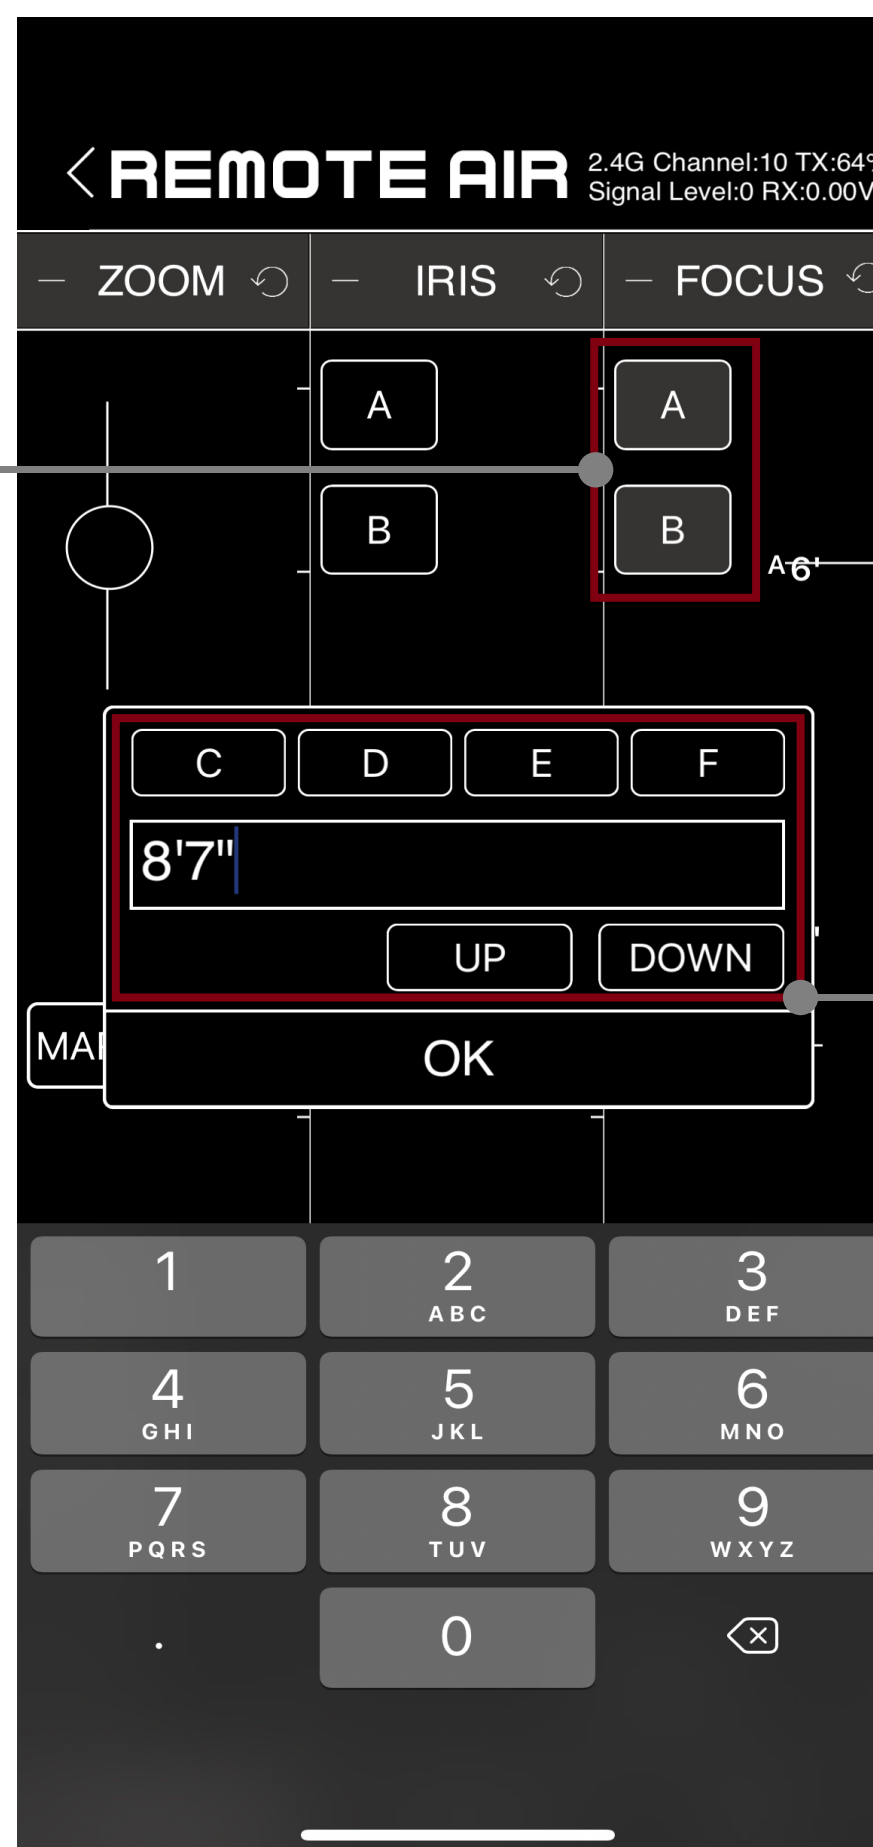 REMOTE AIR
2.4G Channel:10 TX:64%
Signal Level:0 RX:0.00V
ZOOM IRIS FOCUS
A A
B B
A 6'
C D E F
8'7"
'
UP DOWN
MA
OK
1 2 3
ABC DEF
4 5 6
GHI JKL MNO
7 8 9
PQRS TUV WXYZ
. 0